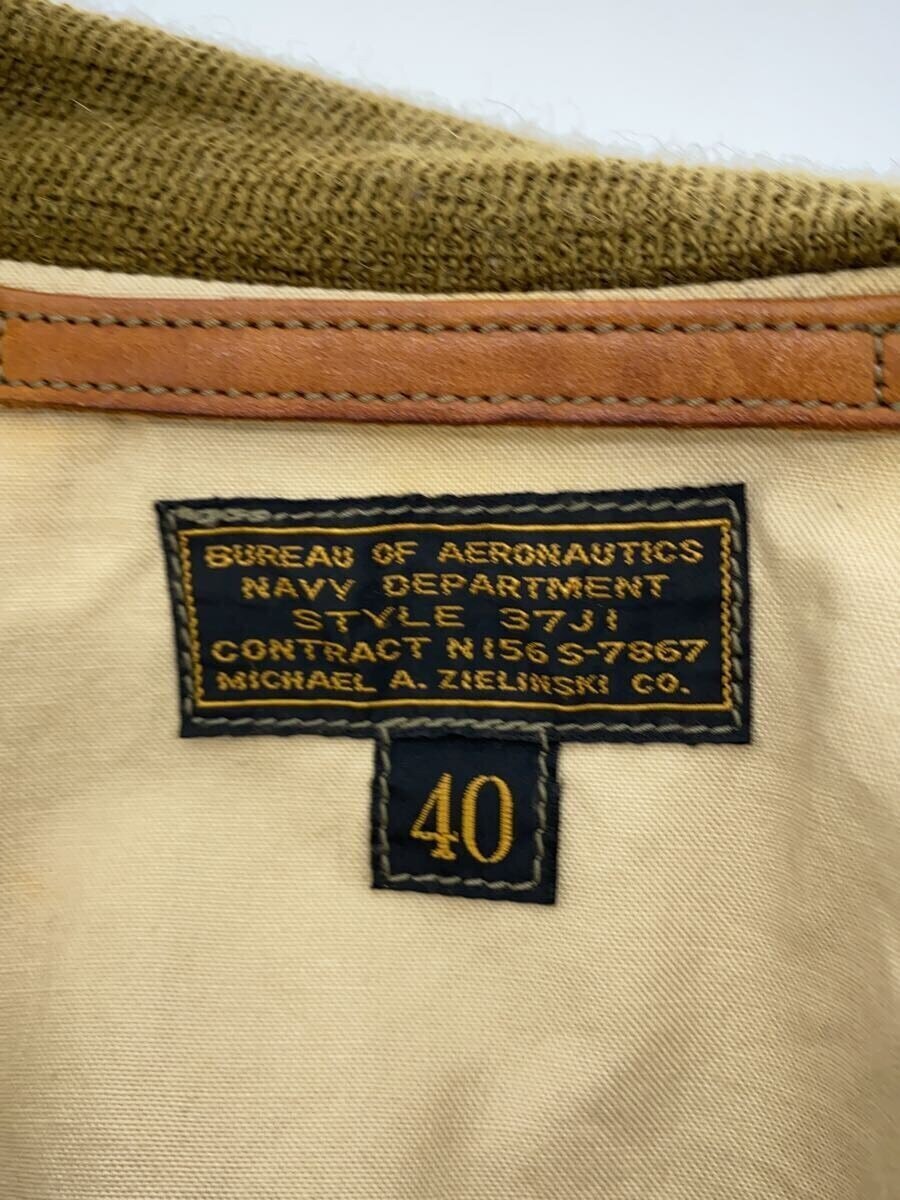 BUREAU OF AERONAUTICS
NAVY DEPARTMENT
STYLE 37J1
CONTRACT N156S-7867
MICHAEL A. ZIELINSKI CO.
40